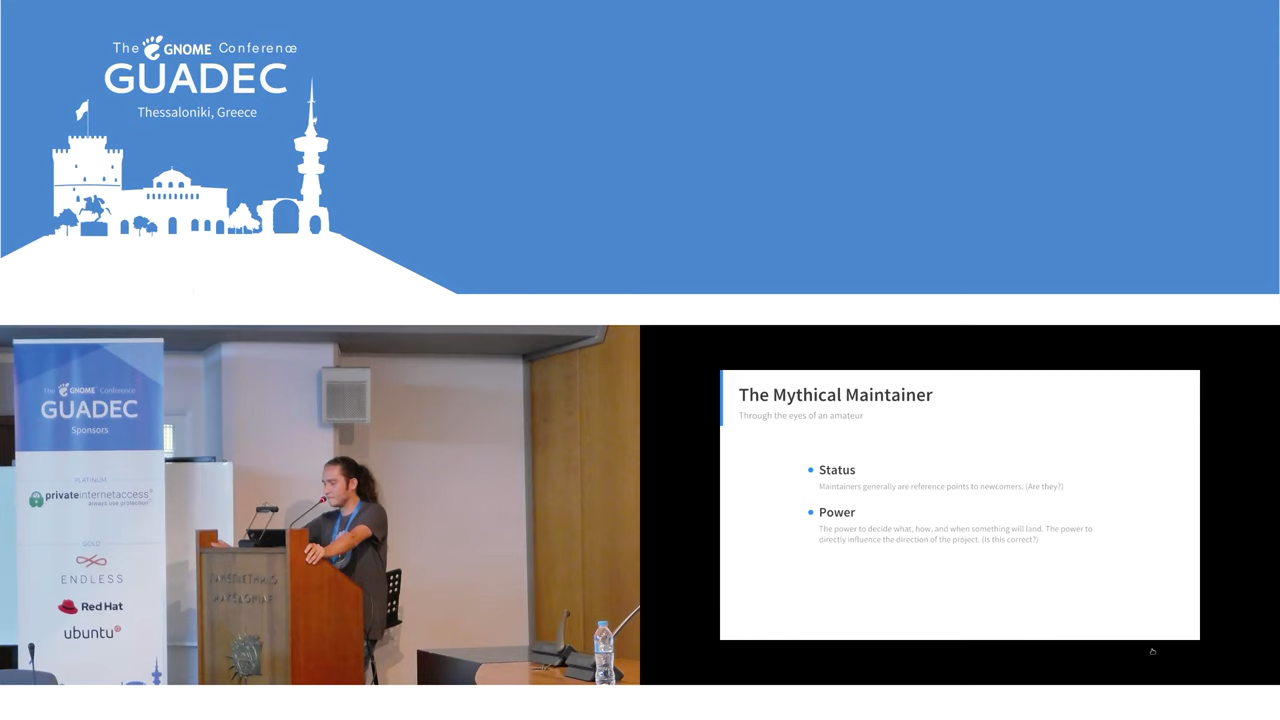 The GNOME Conference
GUADEC
Thessaloniki, Greece
The GNOME Conference
GUADEC
Sponsors
PLATINUM
privateinternetaccess®
always use protection®
GOLD
ENDLESS
Red Hat
ubuntu®
ΠΑΝΕΠΙΣΤΗΜΙΟ
ΜΑΚΕΔΟΝΙΑΣ
The Mythical Maintainer
Through the eyes of an amateur
Status
Maintainers generally are reference points to newcomers. (Are they?)
Power
The power to decide what, how, and when something will land. The power to
directly influence the direction of the project. (Is this correct?)